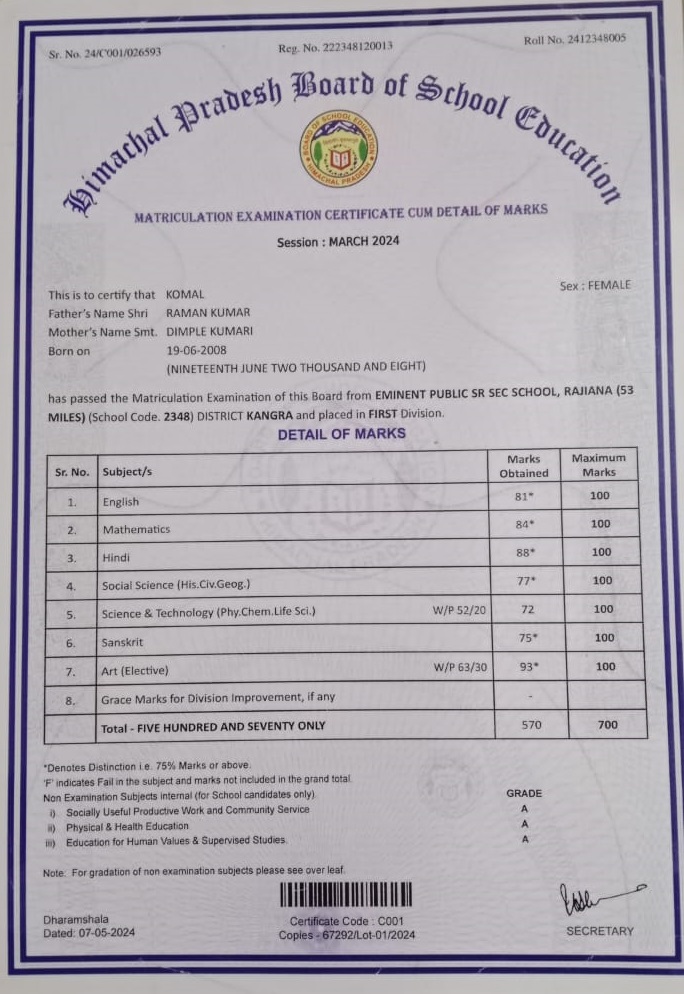 Sr. No. 24/C001/026593 Reg. No. 222348120013 Roll No. 2412348005
Himachal Pradesh Board of School Education
BOARD OF SCHOOL EDUCATION
HIMACHAL PRADESH
MATRICULATION EXAMINATION CERTIFICATE CUM DETAIL OF MARKS
Session : MARCH 2024
Sex : FEMALE
This is to certify that KOMAL
Father's Name Shri RAMAN KUMAR
Mother's Name Smt. DIMPLE KUMARI
Born on 19-06-2008
(NINETEENTH JUNE TWO THOUSAND AND EIGHT)
has passed the Matriculation Examination of this Board from EMINENT PUBLIC SR SEC SCHOOL, RAJIANA (53
MILES) (School Code. 2348) DISTRICT KANGRA and placed in FIRST Division.
DETAIL OF MARKS
Sr. No. Subject/s Marks Obtained Maximum Marks
1. English 81* 100
2. Mathematics 84* 100
3. Hindi 88* 100
4. Social Science (His.Civ.Geog.) 77* 100
5. Science & Technology (Phy.Chem.Life Sci.) W/P 52/20 72 100
6. Sanskrit 75* 100
7. Art (Elective) W/P 63/30 93* 100
8. Grace Marks for Division Improvement, if any -
Total - FIVE HUNDRED AND SEVENTY ONLY 570 700
*Denotes Distinction i.e. 75% Marks or above.
'F' indicates Fail in the subject and marks not included in the grand total.
Non Examination Subjects internal (for School candidates only). GRADE
i) Socially Useful Productive Work and Community Service A
ii) Physical & Health Education A
iii) Education for Human Values & Supervised Studies. A
Note: For gradation of non examination subjects please see over leaf.
Dharamshala Certificate Code : C001
Dated: 07-05-2024 Copies - 67292/Lot-01/2024 SECRETARY